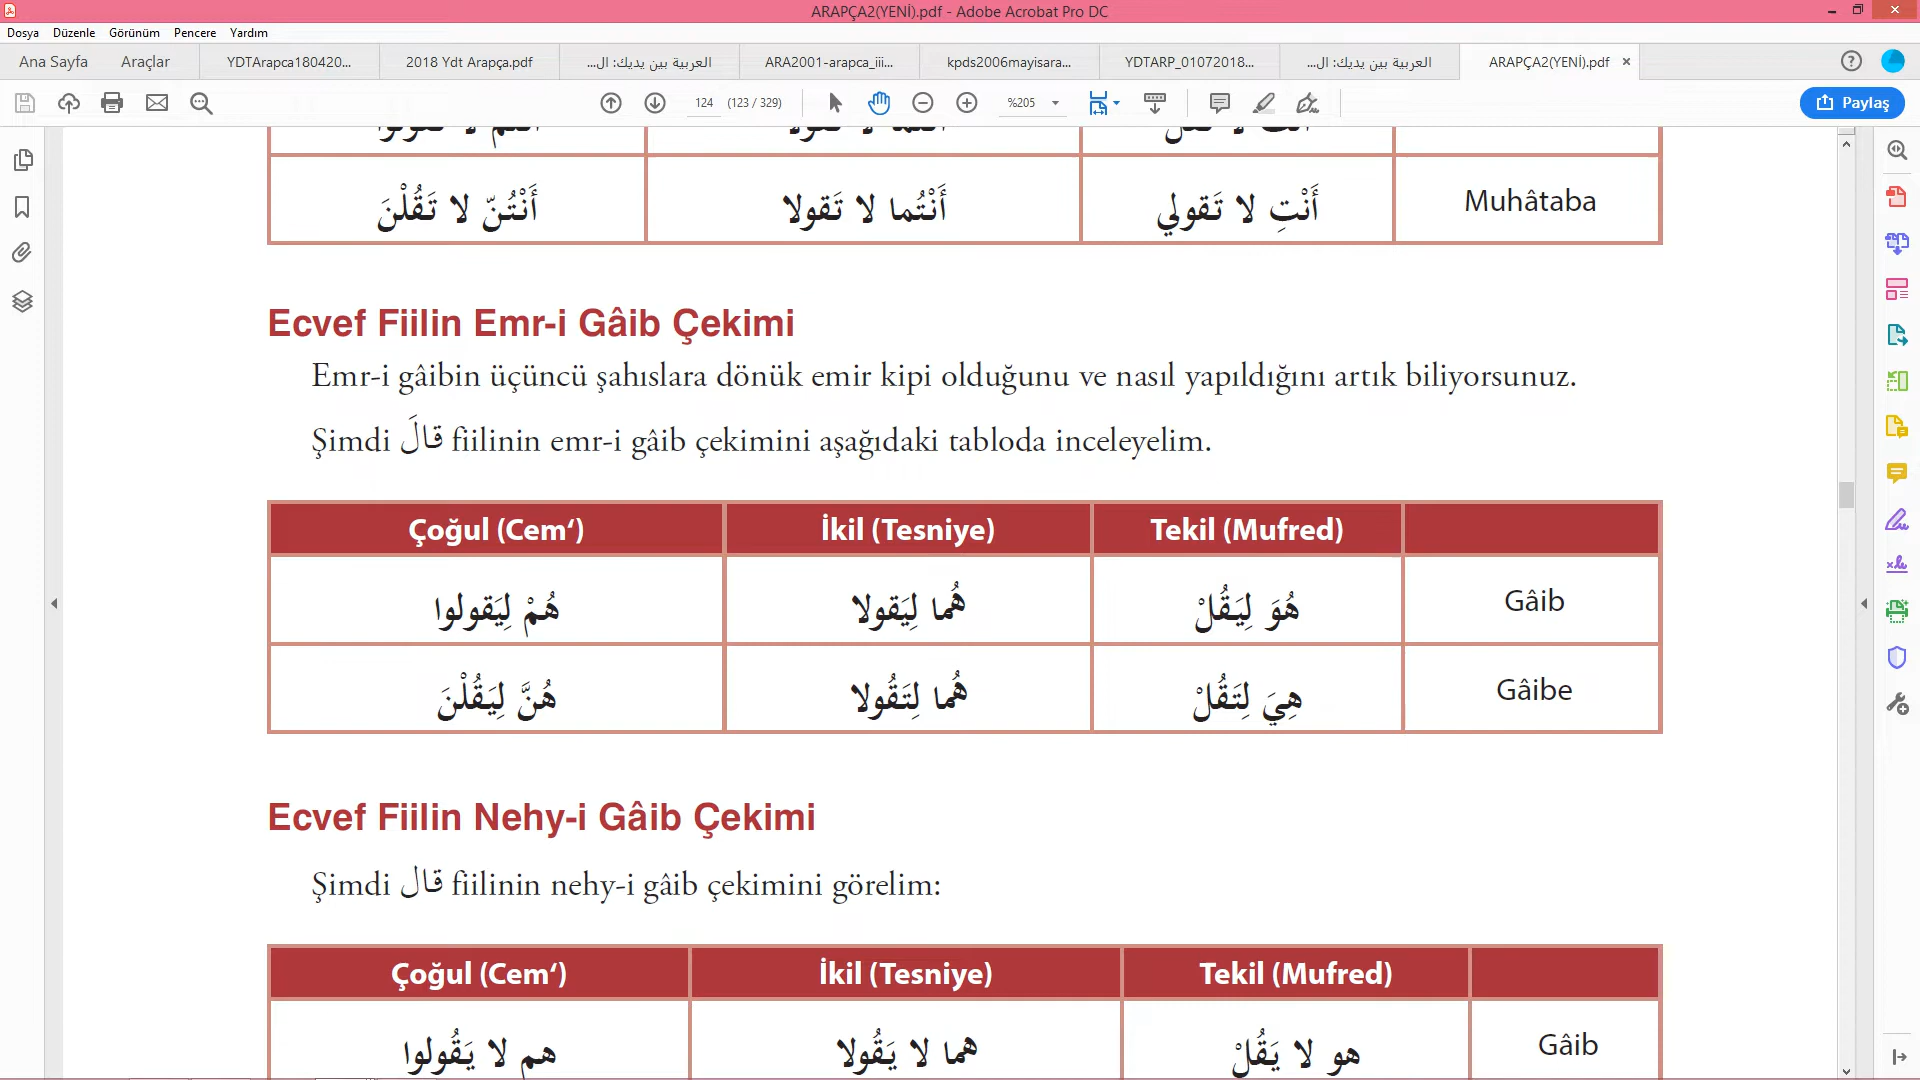 ARAPÇA2(YENİ).pdf - Adobe Acrobat Pro DC
Dosya Düzenle Görünüm Pencere Yardım
Ana Sayfa Araçlar YDTArapca180420... 2018 Ydt Arapça.pdf العربية بين يديك: ال... ARA2001-arapca_iii... kpds2006mayisara... YDTARP_01072018... العربية بين يديك: ال... ARAPÇA2(YENİ).pdf
124 (123 / 329) %205 Paylaş
أَنْتُنّ لا تَقُلْنَ أَنْتُما لا تَقولا أَنْتِ لا تَقولي Muhâtaba
Ecvef Fiilin Emr-i Gâib Çekimi
Emr-i gâibin üçüncü şahıslara dönük emir kipi olduğunu ve nasıl yapıldığını artık biliyorsunuz.
Şimdi قالَ fiilinin emr-i gâib çekimini aşağıdaki tabloda inceleyelim.
Çoğul (Cem‘) İkil (Tesniye) Tekil (Mufred)
هُمْ لِيَقولوا هُما لِيَقولا هُوَ لِيَقُلْ Gâib
هُنَّ لِيَقُلْنَ هُما لِتَقُولا هِيَ لِتَقُلْ Gâibe
Ecvef Fiilin Nehy-i Gâib Çekimi
Şimdi قال fiilinin nehy-i gâib çekimini görelim:
Çoğul (Cem‘) İkil (Tesniye) Tekil (Mufred)
هم لا يَقُولوا هما لا يَقُولا هو لا يَقُلْ Gâib